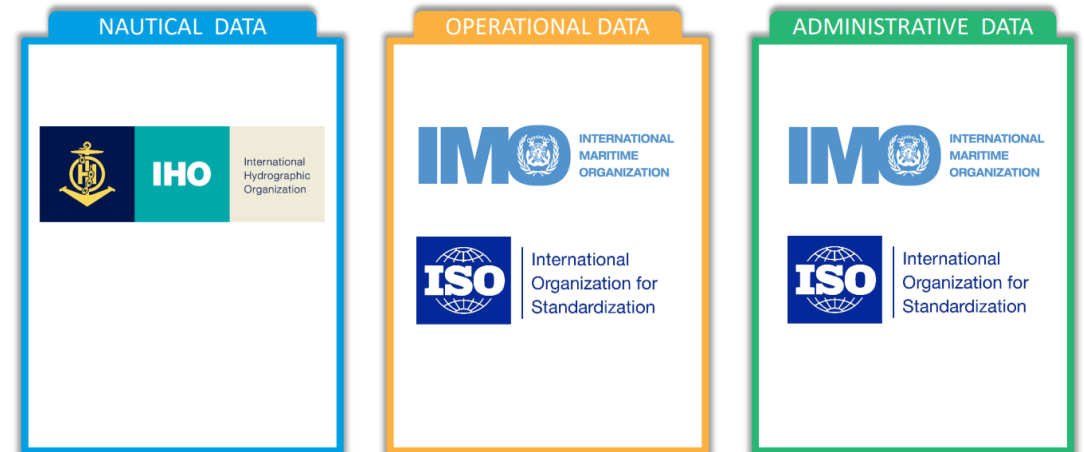 NAUTICAL DATA
IHO
International
Hydrographic
Organization
OPERATIONAL DATA
IMO
INTERNATIONAL
MARITIME
ORGANIZATION
ISO
International
Organization for
Standardization
ADMINISTRATIVE DATA
IMO
INTERNATIONAL
MARITIME
ORGANIZATION
ISO
International
Organization for
Standardization